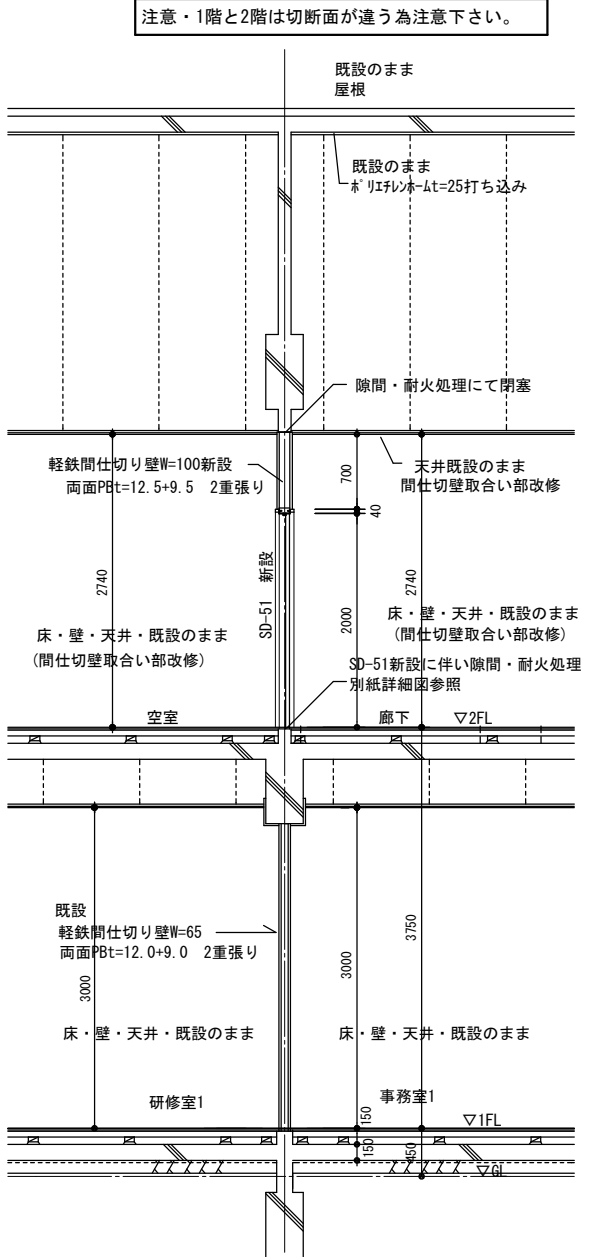 注意・1階と2階は切断面が違う為注意下さい。
既設のまま
屋根
既設のまま
ポリエチレンホームt=25打ち込み
隙間・耐火処理にて閉塞
軽鉄間仕切り壁W=100新設
両面PBt=12.5+9.5 2重張り
天井既設のまま
間仕切壁取合い部改修
700
40
2740
SD-51 新設
2000
2740
床・壁・天井・既設のまま
(間仕切壁取合い部改修)
床・壁・天井・既設のまま
(間仕切壁取合い部改修)
SD-51新設に伴い隙間・耐火処理
別紙詳細図参照
空室
廊下
▽2FL
既設
軽鉄間仕切り壁W=65
両面PBt=12.0+9.0 2重張り
3000
3000
3750
床・壁・天井・既設のまま
床・壁・天井・既設のまま
研修室1
事務室1
150
▽1FL
150
450
▽GL